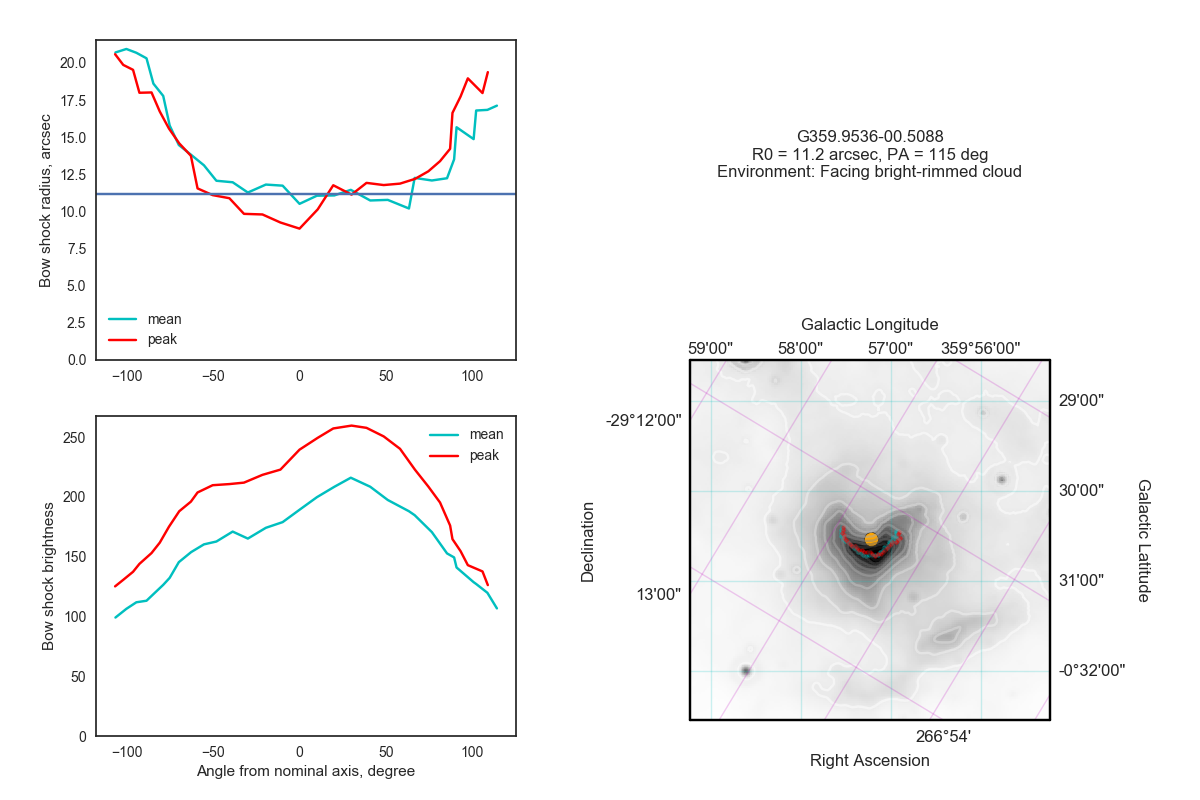 20.0
17.5
15.0
12.5
10.0
7.5
5.0
2.5
0.0
Bow shock radius, arcsec
mean
peak
−100
−50
0
50
100
250
200
150
100
50
0
Bow shock brightness
mean
peak
−100
−50
0
50
100
Angle from nominal axis, degree
G359.9536-00.5088
R0 = 11.2 arcsec, PA = 115 deg
Environment: Facing bright-rimmed cloud
Galactic Longitude
59'00"
58'00"
57'00"
359°56'00"
-29°12'00"
13'00"
Declination
29'00"
30'00"
31'00"
-0°32'00"
Galactic Latitude
266°54'
Right Ascension